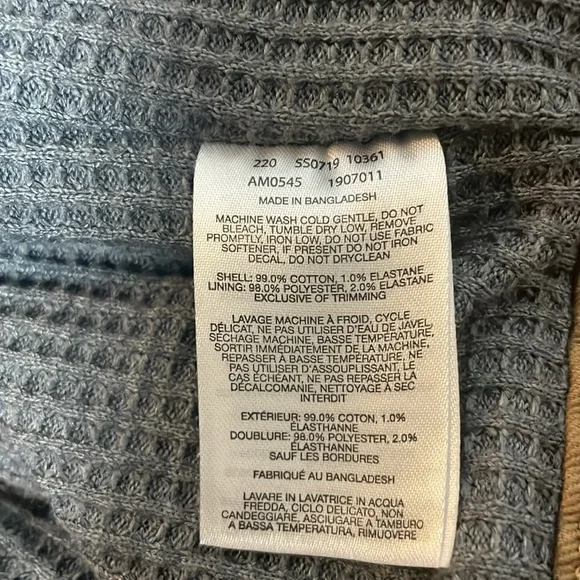 220 SS0719 10361
AM0545 1907011
MADE IN BANGLADESH
MACHINE WASH COLD GENTLE, DO NOT
BLEACH, TUMBLE DRY LOW, REMOVE
PROMPTLY, IRON LOW, DO NOT USE FABRIC
SOFTENER, IF PRESENT DO NOT IRON
DECAL, DO NOT DRYCLEAN
SHELL: 99.0% COTTON, 1.0% ELASTANE
LINING: 98.0% POLYESTER, 2.0% ELASTANE
EXCLUSIVE OF TRIMMING
LAVAGE MACHINE À FROID, CYCLE
DÉLICAT, NE PAS UTILISER D'EAU DE JAVEL,
SÉCHAGE MACHINE, BASSE TEMPÉRATURE,
SORTIR IMMÉDIATEMENT DE LA MACHINE,
REPASSER À BASSE TEMPÉRATURE, NE
PAS UTILISER D'ASSOUPLISSANT, LE
CAS ÉCHÉANT, NE PAS REPASSER LA
DÉCALCOMANIE, NETTOYAGE À SEC
INTERDIT
EXTÉRIEUR: 99.0% COTON, 1.0%
ÉLASTHANNE
DOUBLURE: 98.0% POLYESTER, 2.0%
ÉLASTHANNE
SAUF LES BORDURES
FABRIQUÉ AU BANGLADESH
LAVARE IN LAVATRICE IN ACQUA
FREDDA, CICLO DELICATO, NON
CANDEGGIARE, ASCIUGARE A TAMBURO
A BASSA TEMPERATURA, RIMUOVERE